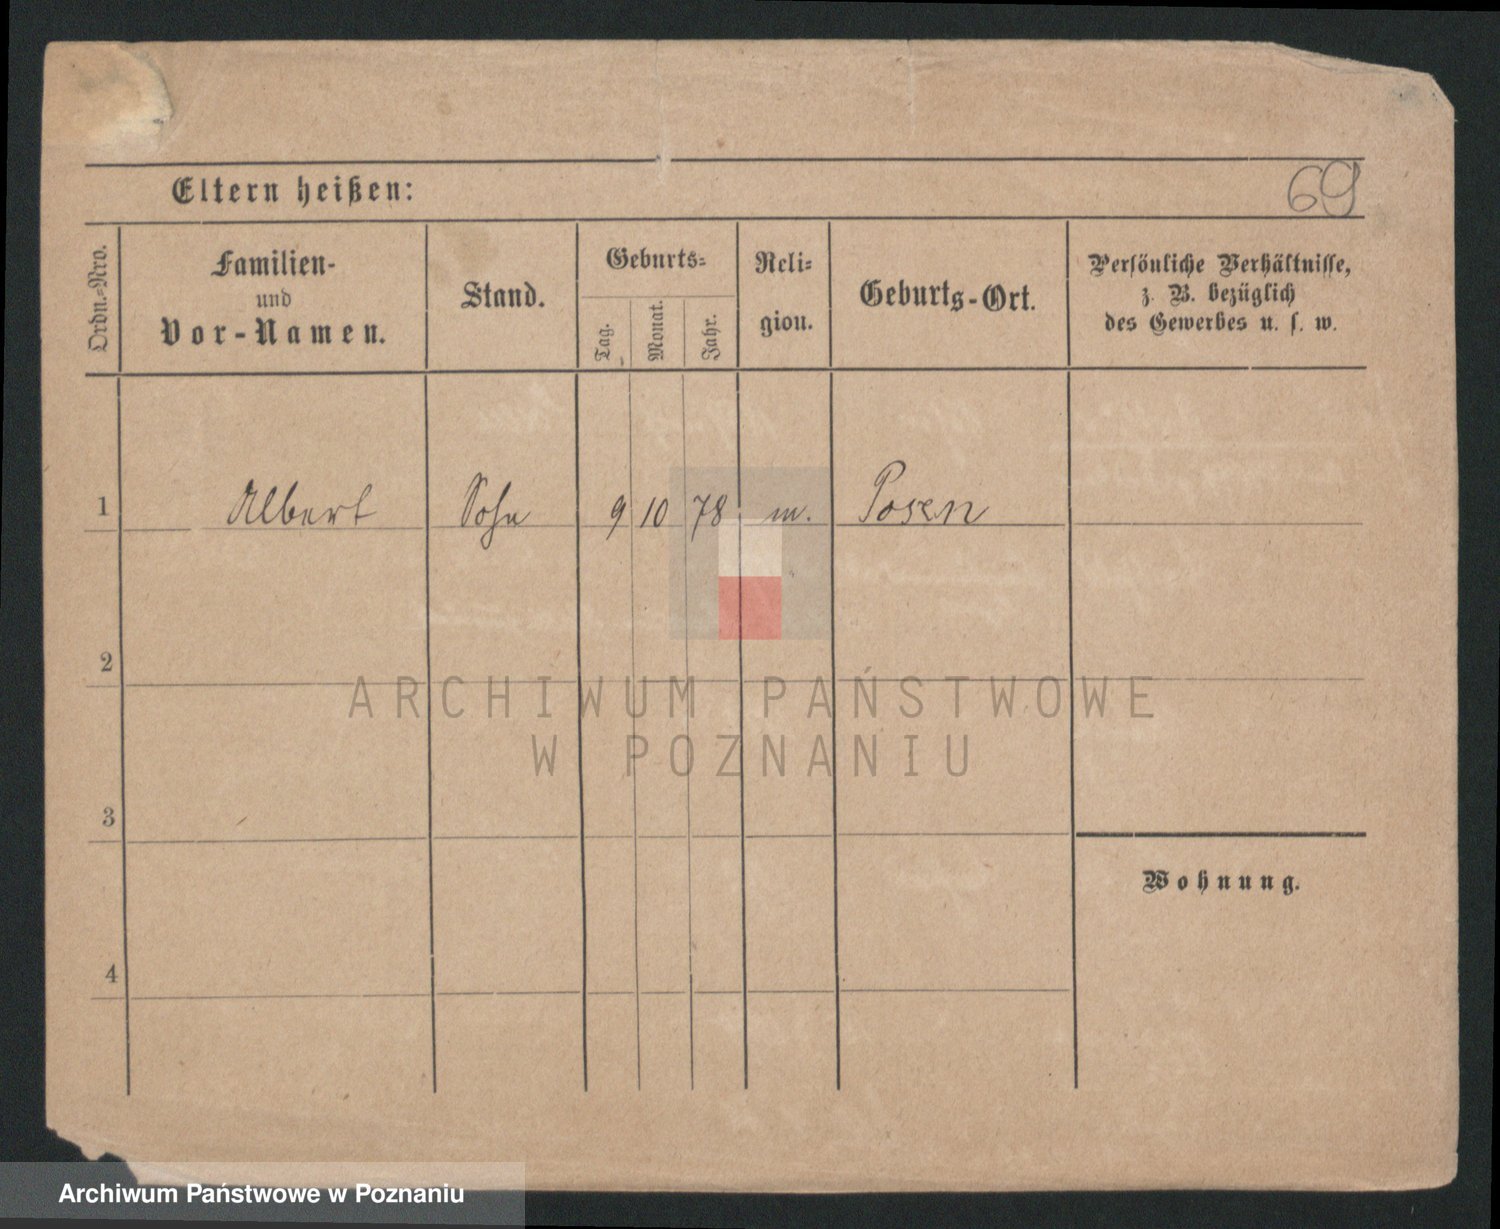 Eltern heißen:
69
Ordn.-Nro.
Familien-
und
Vor-Namen.
Stand.
Geburts-
Tag.
Monat.
Jahr.
Reli-
gion.
Geburts-Ort.
Persönliche Verhältnisse,
z. B. bezüglich
des Gewerbes u. s. w.
1 Albert Sohn 9 10 78 m. Posen
2
ARCHIWUM PAŃSTWOWE
W POZNANIU
3
Wohnung.
4
Archiwum Państwowe w Poznaniu